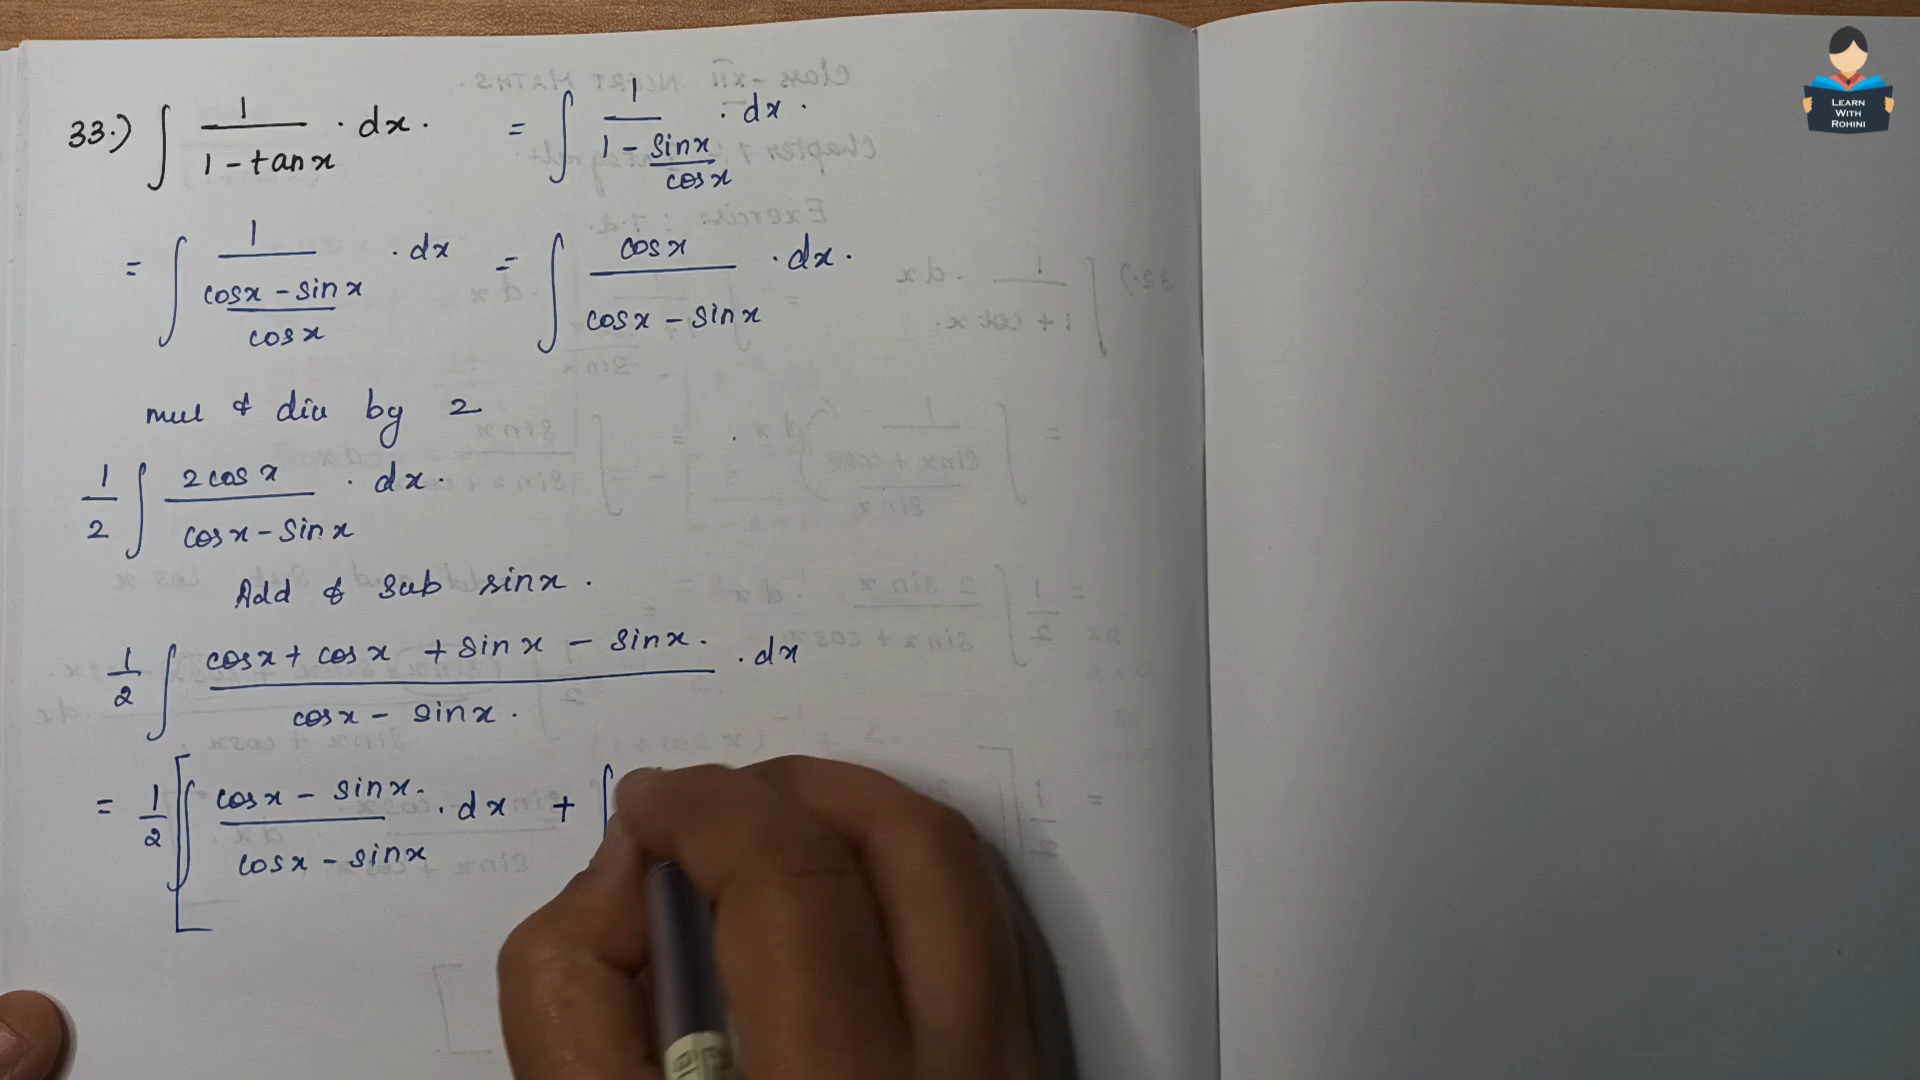 33.) ∫ 1 / (1 - tan x) · dx. = ∫ 1 / (1 - sin x / cos x) · dx.
= ∫ 1 / ((cos x - sin x) / cos x) · dx = ∫ cos x / (cos x - sin x) · dx.
mul & div by 2
1/2 ∫ 2 cos x / (cos x - sin x) · dx.
Add & sub sin x.
1/2 ∫ (cos x + cos x + sin x - sin x) / (cos x - sin x) · dx
= 1/2 [ ∫ (cos x - sin x) / (cos x - sin x) · dx + ∫
LEARN
WITH
ROHINI